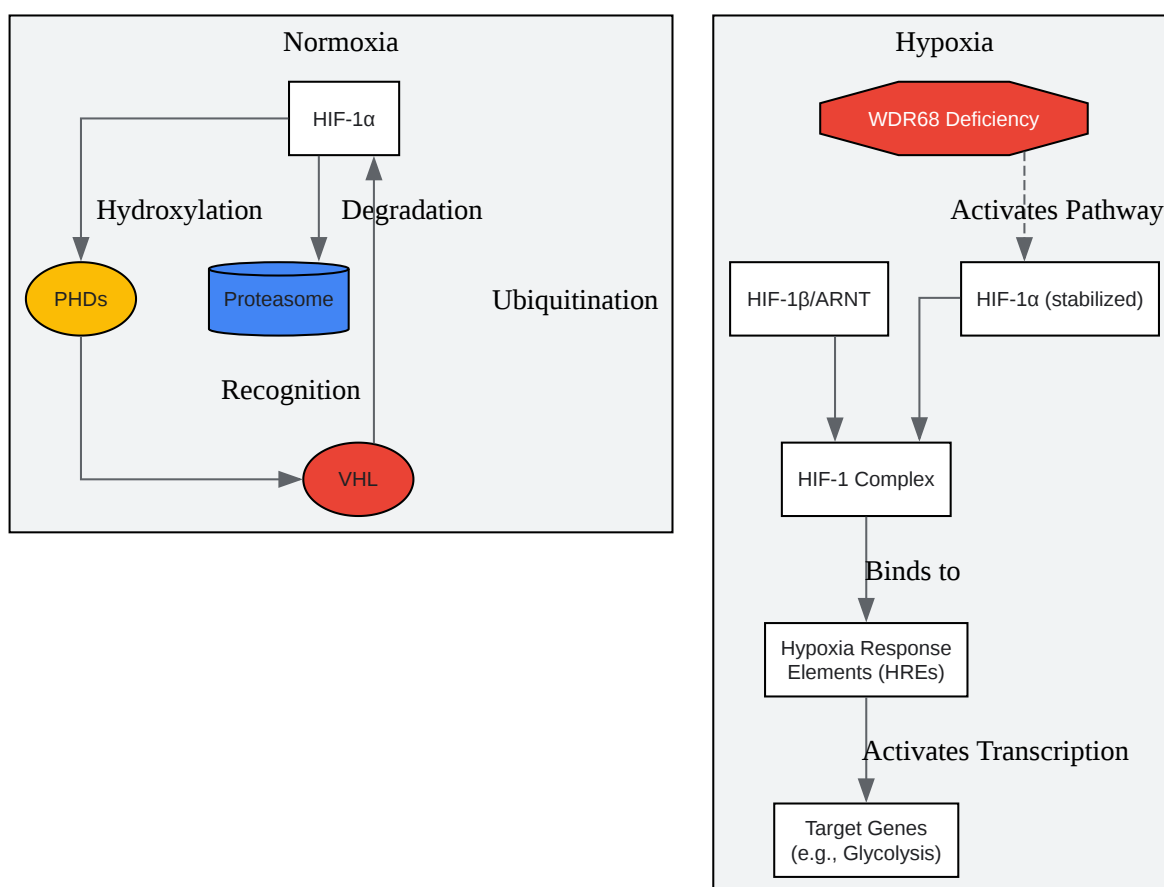 Normoxia
HIF-1α
Hydroxylation
Degradation
PHDs
Proteasome
Ubiquitination
Recognition
VHL
Hypoxia
WDR68 Deficiency
Activates Pathway
HIF-1β/ARNT
HIF-1α (stabilized)
HIF-1 Complex
Binds to
Hypoxia Response
Elements (HREs)
Activates Transcription
Target Genes
(e.g., Glycolysis)